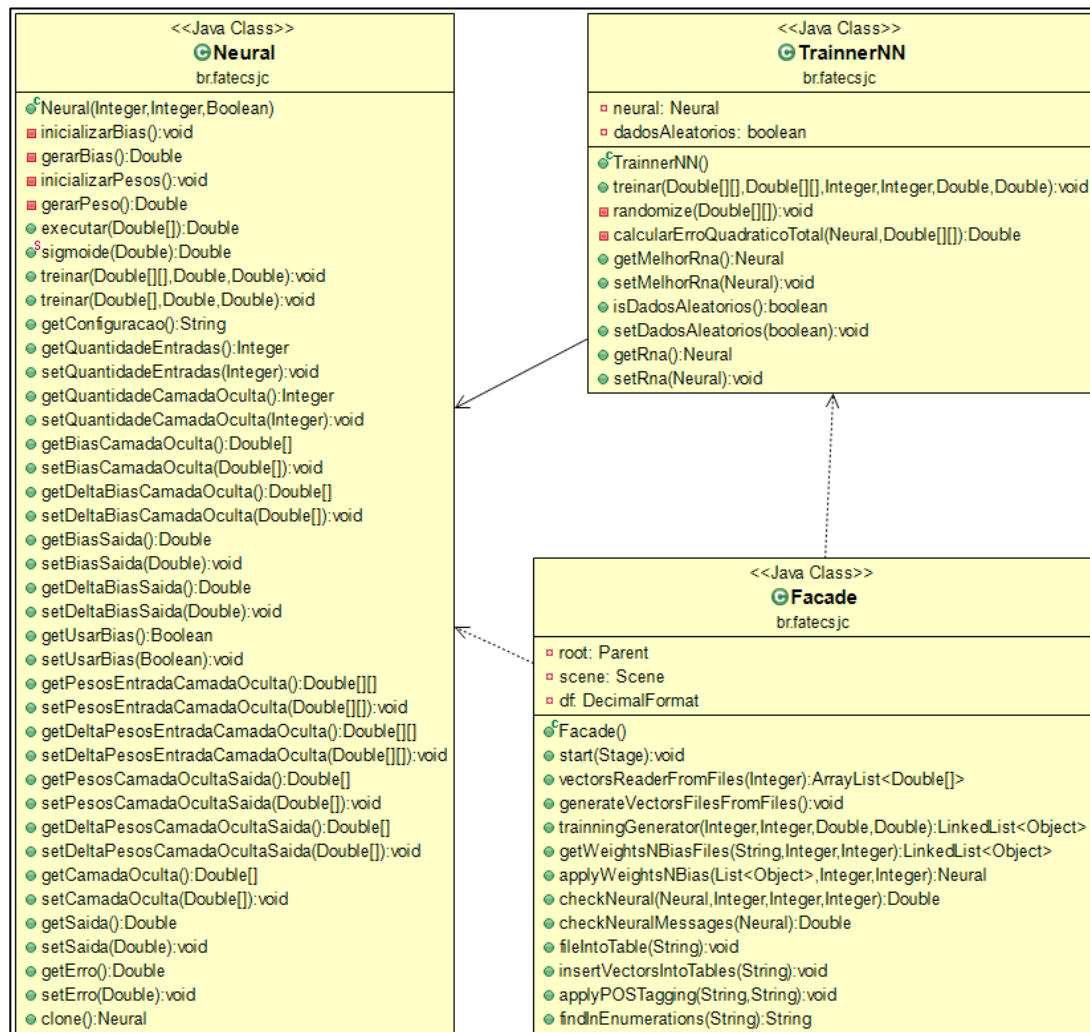 <<Java Class>>
Neural
br.fatecsjc
Neural(Integer,Integer,Boolean)
inicializarBias():void
gerarBias():Double
inicializarPesos():void
gerarPeso():Double
executar(Double[]):Double
sigmoide(Double):Double
treinar(Double[][],Double,Double):void
treinar(Double[],Double,Double):void
getConfiguracao():String
getQuantidadeEntradas():Integer
setQuantidadeEntradas(Integer):void
getQuantidadeCamadaOculta():Integer
setQuantidadeCamadaOculta(Integer):void
getBiasCamadaOculta():Double[]
setBiasCamadaOculta(Double[]):void
getDeltaBiasCamadaOculta():Double[]
setDeltaBiasCamadaOculta(Double[]):void
getBiasSaida():Double
setBiasSaida(Double):void
getDeltaBiasSaida():Double
setDeltaBiasSaida(Double):void
getUsarBias():Boolean
setUsarBias(Boolean):void
getPesosEntradaCamadaOculta():Double[][]
setPesosEntradaCamadaOculta(Double[][]):void
getDeltaPesosEntradaCamadaOculta():Double[][]
setDeltaPesosEntradaCamadaOculta(Double[][]):void
getPesosCamadaOcultaSaida():Double[]
setPesosCamadaOcultaSaida(Double[]):void
getDeltaPesosCamadaOcultaSaida():Double[]
setDeltaPesosCamadaOcultaSaida(Double[]):void
getCamadaOculta():Double[]
setCamadaOculta(Double[]):void
getSaida():Double
setSaida(Double):void
getErro():Double
setErro(Double):void
clone():Neural
<<Java Class>>
TrainnerNN
br.fatecsjc
neural: Neural
dadosAleatorios: boolean
TrainnerNN()
treinar(Double[][],Double[][],Integer,Integer,Double,Double):void
randomize(Double[][]):void
calcularErroQuadraticoTotal(Neural,Double[][]):Double
getMelhorRna():Neural
setMelhorRna(Neural):void
isDadosAleatorios():boolean
setDadosAleatorios(boolean):void
getRna():Neural
setRna(Neural):void
<<Java Class>>
Facade
br.fatecsjc
root: Parent
scene: Scene
df: DecimalFormat
Facade()
start(Stage):void
vectorsReaderFromFiles(Integer):ArrayList<Double[]>
generateVectorsFilesFromFiles():void
trainningGenerator(Integer,Integer,Double,Double):LinkedList<Object>
getWeightsNBiasFiles(String,Integer,Integer):LinkedList<Object>
applyWeightsNBias(List<Object>,Integer,Integer):Neural
checkNeural(Neural,Integer,Integer,Integer):Double
checkNeuralMessages(Neural):Double
fileIntoTable(String):void
insertVectorsIntoTables(String):void
applyPOSTagging(String,String):void
findInEnumerations(String):String